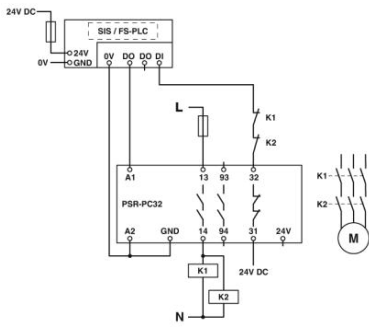 24V DC
SIS / FS-PLC
24V
0V GND
0V DO DO DI
K1
L
K2
A1 13 93 32
K1
PSR-PC32
K2
A2 GND 14 94 31 24V
M
K1
24V DC
K2
N